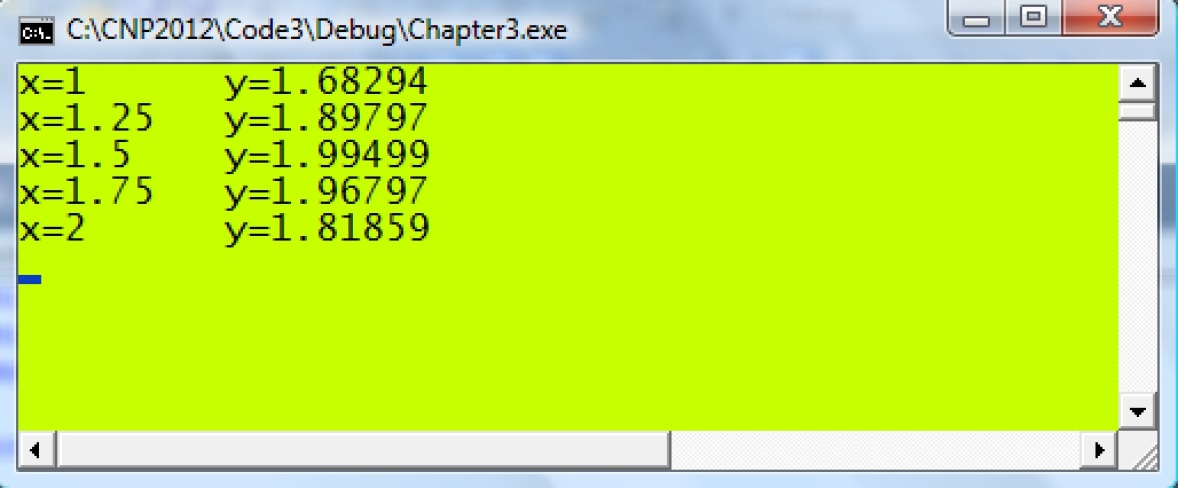 C:\CNP2012\Code3\Debug\Chapter3.exe
x=1 y=1.68294
x=1.25 y=1.89797
x=1.5 y=1.99499
x=1.75 y=1.96797
x=2 y=1.81859